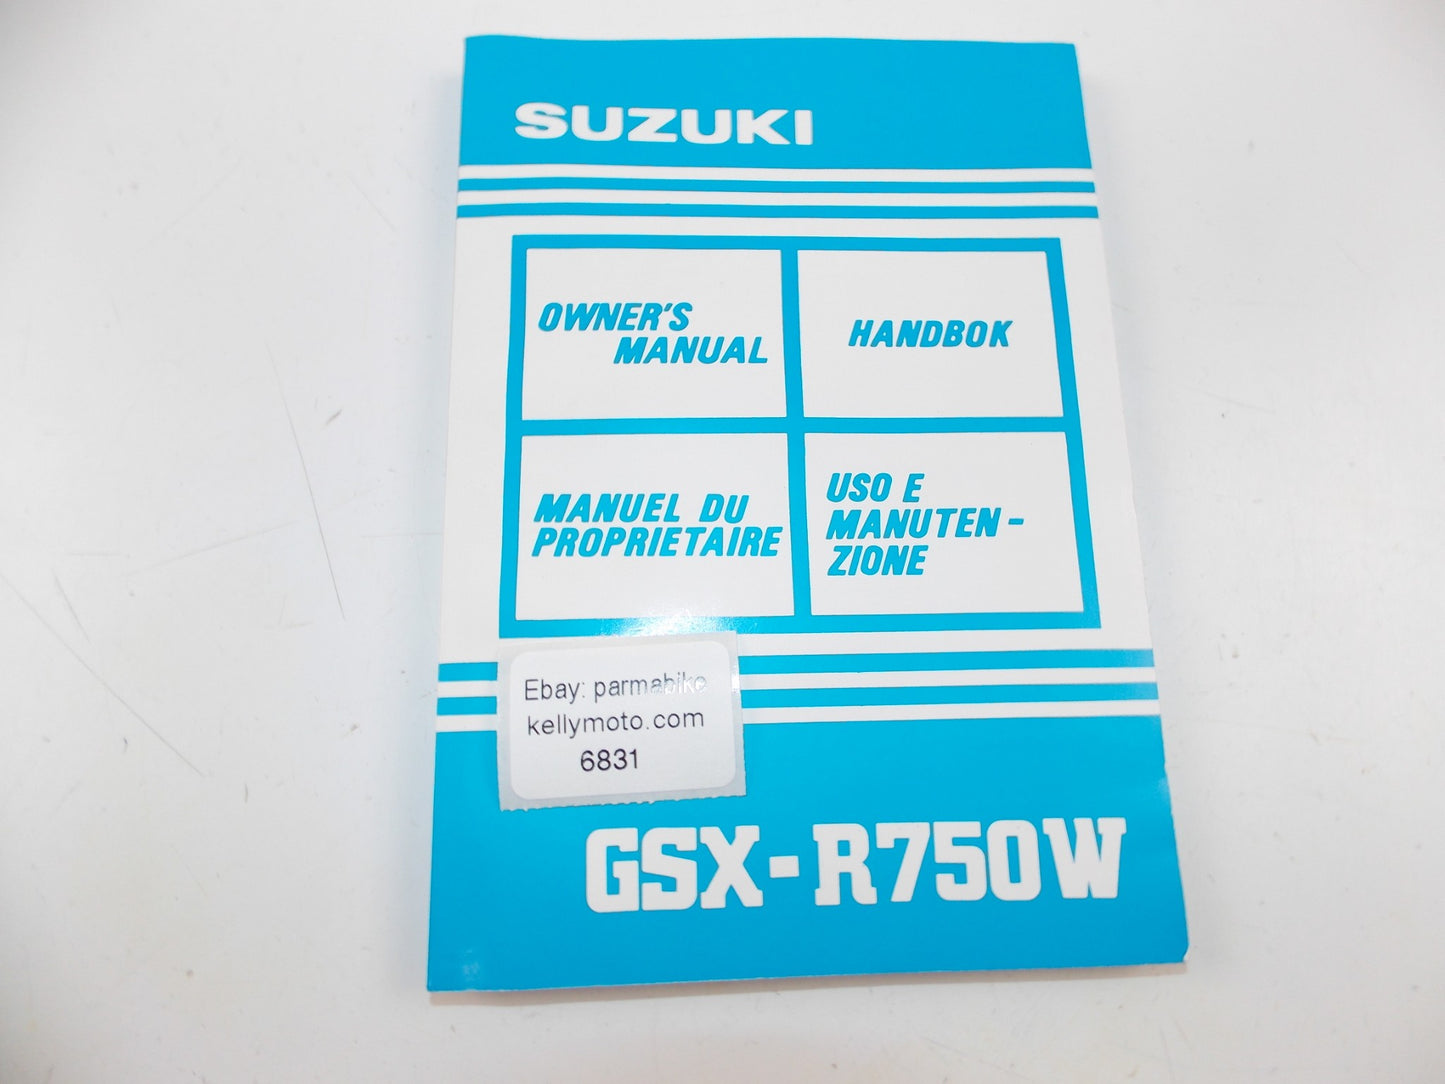 SUZUKI
OWNER'S
MANUAL
HANDBOK
MANUEL DU
PROPRIETAIRE
USO E
MANUTEN-
ZIONE
Ebay: parmabike
kellymoto.com
6831
GSX-R750W